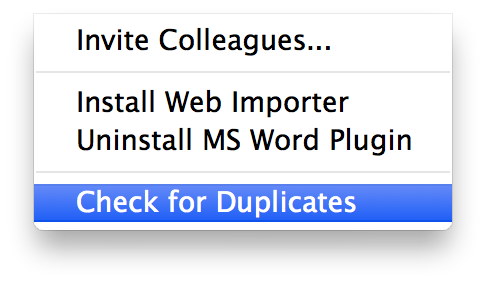 Invite Colleagues...
Install Web Importer
Uninstall MS Word Plugin
Check for Duplicates